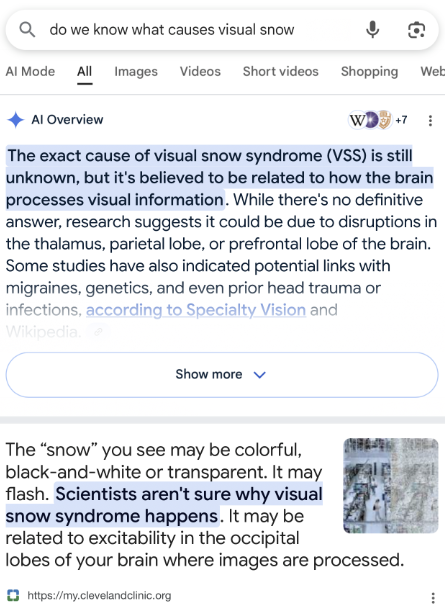 do we know what causes visual snow
AI Mode All Images Videos Short videos Shopping Web
AI Overview
W +7
The exact cause of visual snow syndrome (VSS) is still
unknown, but it's believed to be related to how the brain
processes visual information. While there's no definitive
answer, research suggests it could be due to disruptions in
the thalamus, parietal lobe, or prefrontal lobe of the brain.
Some studies have also indicated potential links with
migraines, genetics, and even prior head trauma or
infections, according to Specialty Vision and
Wikipedia.
Show more
The “snow” you see may be colorful,
black-and-white or transparent. It may
flash. Scientists aren't sure why visual
snow syndrome happens. It may be
related to excitability in the occipital
lobes of your brain where images are processed.
https://my.clevelandclinic.org